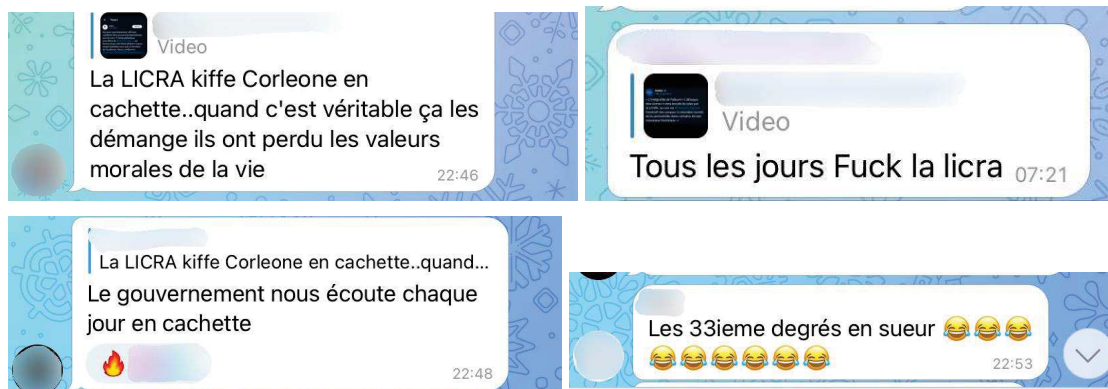 Video
La LICRA kiffe Corleone en
cachette..quand c'est véritable ça les
démange ils ont perdu les valeurs
morales de la vie
22:46
Video
Tous les jours Fuck la licra
07:21
La LICRA kiffe Corleone en cachette..quand...
Le gouvernement nous écoute chaque
jour en cachette
🔥
22:48
Les 33ieme degrés en sueur 😂😂😂
😂😂😂😂😂😂
22:53